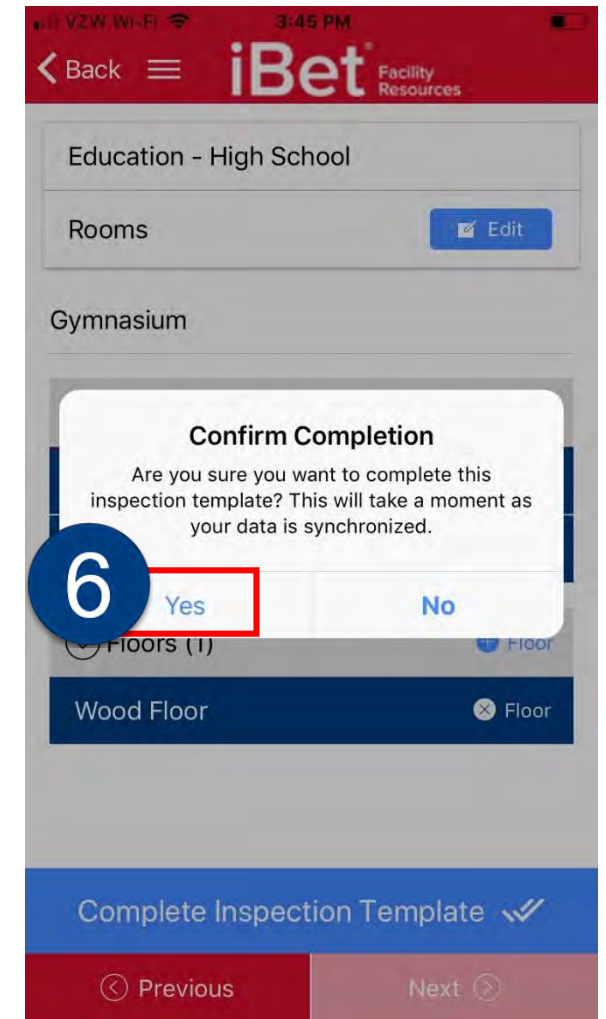 VZW Wi-Fi 3:45 PM
Back iBet Facility Resources
Education - High School
Rooms Edit
Gymnasium
Confirm Completion
Are you sure you want to complete this
inspection template? This will take a moment as
your data is synchronized.
6 Yes No
Floors (1) Floor
Wood Floor Floor
Complete Inspection Template
Previous Next